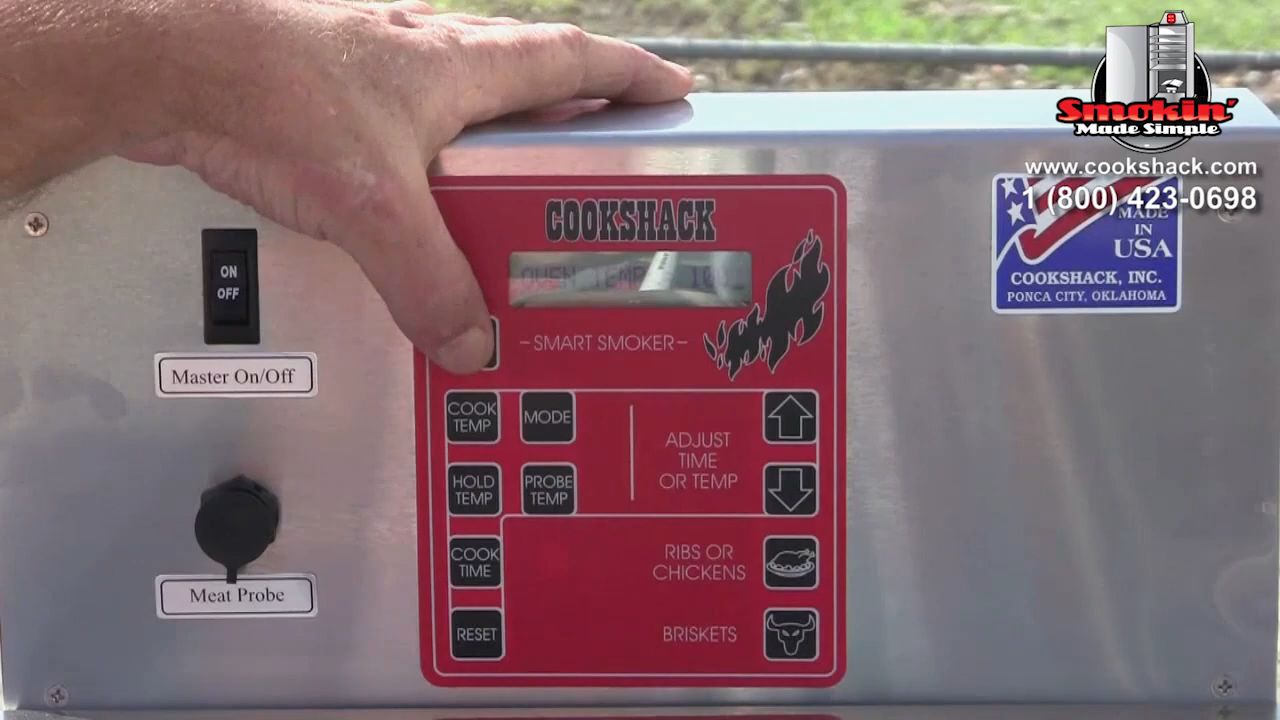 Smokin'
Made Simple
www.cookshack.com
1 (800) 423-0698
MADE
IN
USA
COOKSHACK, INC.
PONCA CITY, OKLAHOMA
ON
OFF
Master On/Off
Meat Probe
COOKSHACK
OVEN TEMP
- SMART SMOKER -
COOK
TEMP
MODE
HOLD
TEMP
PROBE
TEMP
ADJUST
TIME
OR TEMP
COOK
TIME
RESET
RIBS OR
CHICKENS
BRISKETS